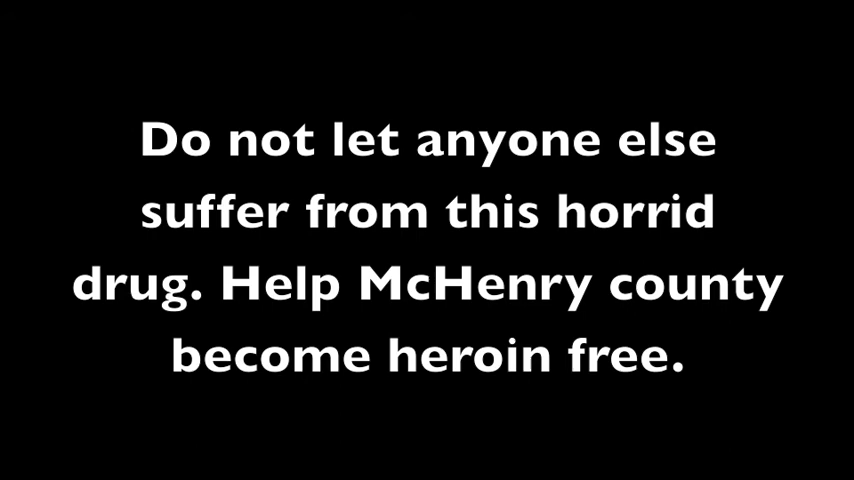 Do not let anyone else
suffer from this horrid
drug. Help McHenry county
become heroin free.